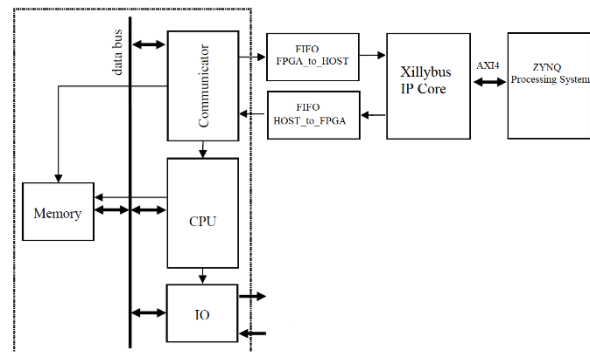 data bus
Communicator
FIFO
FPGA_to_HOST
FIFO
HOST_to_FPGA
Xillybus
IP Core
AXI4
ZYNQ
Processing System
Memory
CPU
IO